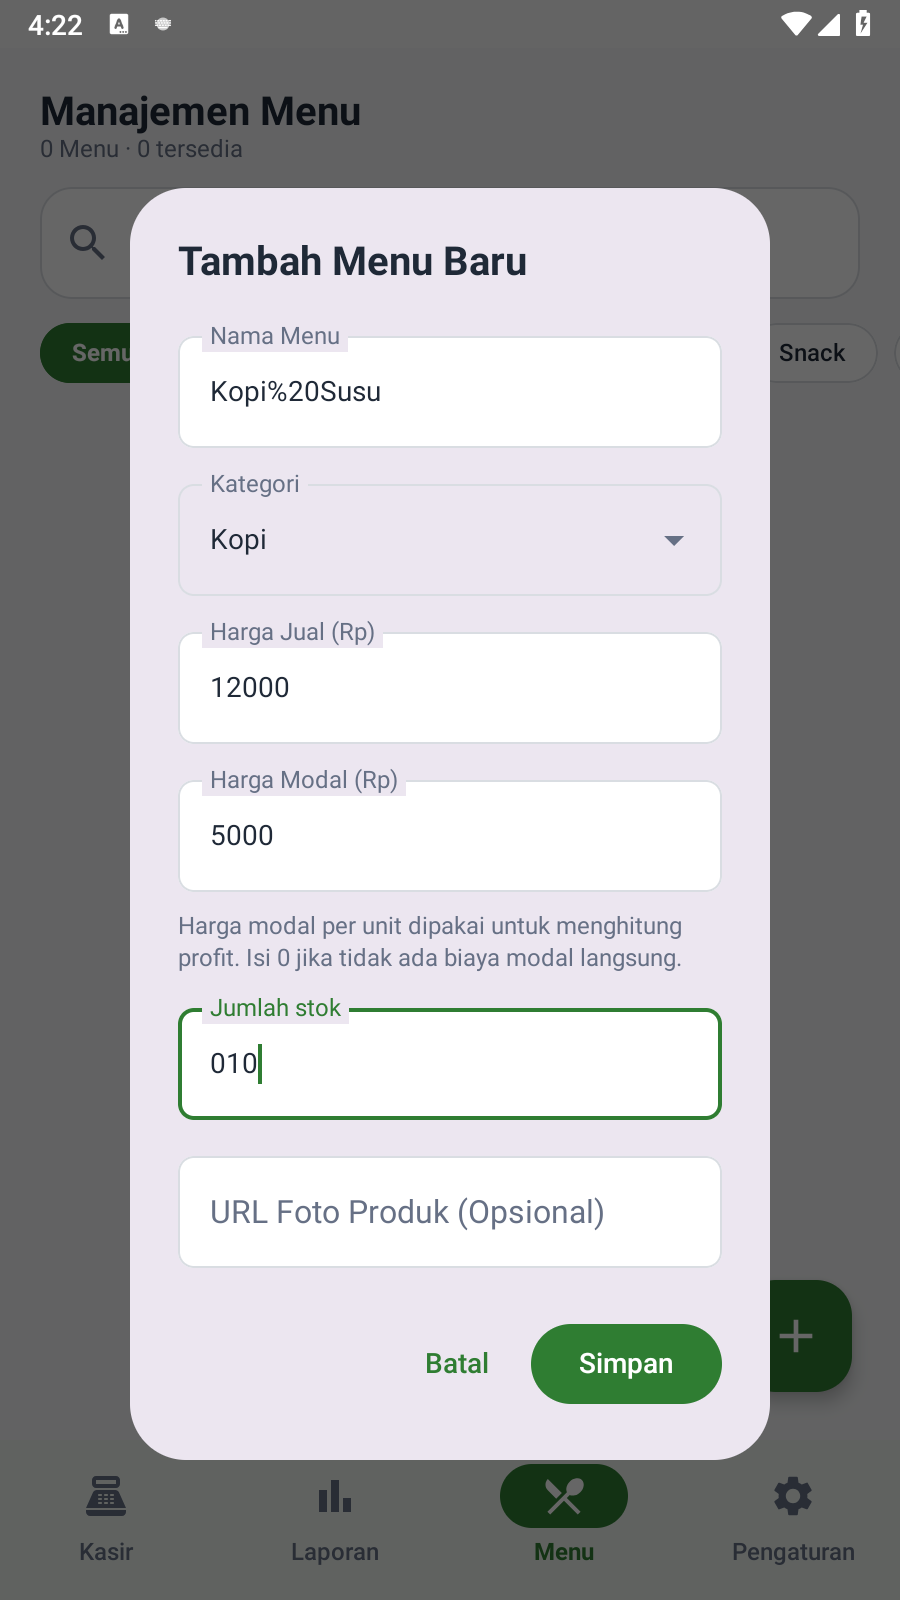 4:22
A
Manajemen Menu
0 Menu · 0 tersedia
Tambah Menu Baru
Nama Menu
Semu
Snack
Kopi%20Susu
Kategori
Kopi
Harga Jual (Rp)
12000
Harga Modal (Rp)
5000
Harga modal per unit dipakai untuk menghitung
profit. Isi 0 jika tidak ada biaya modal langsung.
Jumlah stok
010
URL Foto Produk (Opsional)
Batal
Simpan
Kasir
Laporan
Menu
Pengaturan